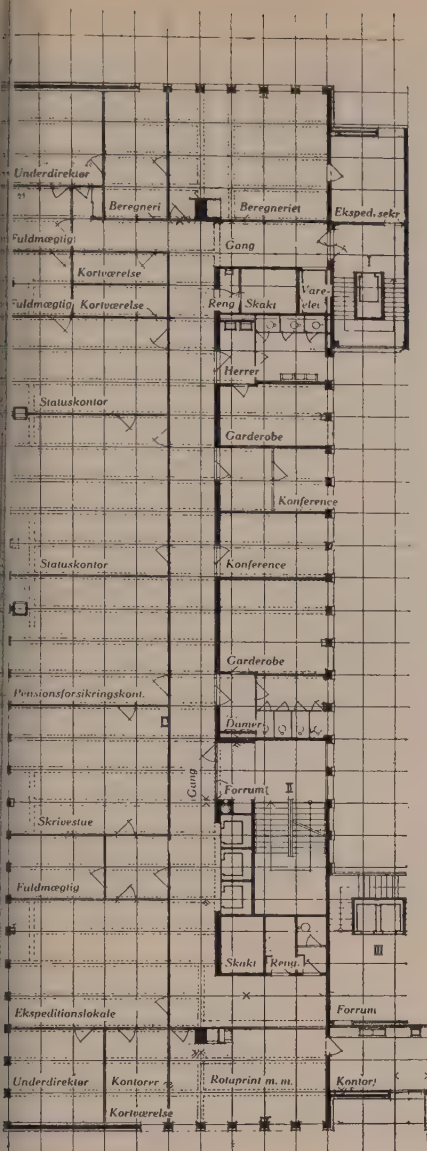 Underdirektør
Beregneri
Beregneriet
Eksped. sekr
Fuldmægtig
Gang
I
Kortværelse
Fuldmægtig
Kortværelse
Reng
Skakt
Vare-
elev
Herrer
Statuskontor
Garderobe
Konference
Statuskontor
Konference
Garderobe
Pensionsforsikringskont.
Damer
Gang
Forrum
II
Skrivestue
Fuldmægtig
III
Skakt
Reng.
Ekspeditionslokale
Forrum
Underdirektør
Kontorer
Rotaprint m. m.
Kontor
Kortværelse